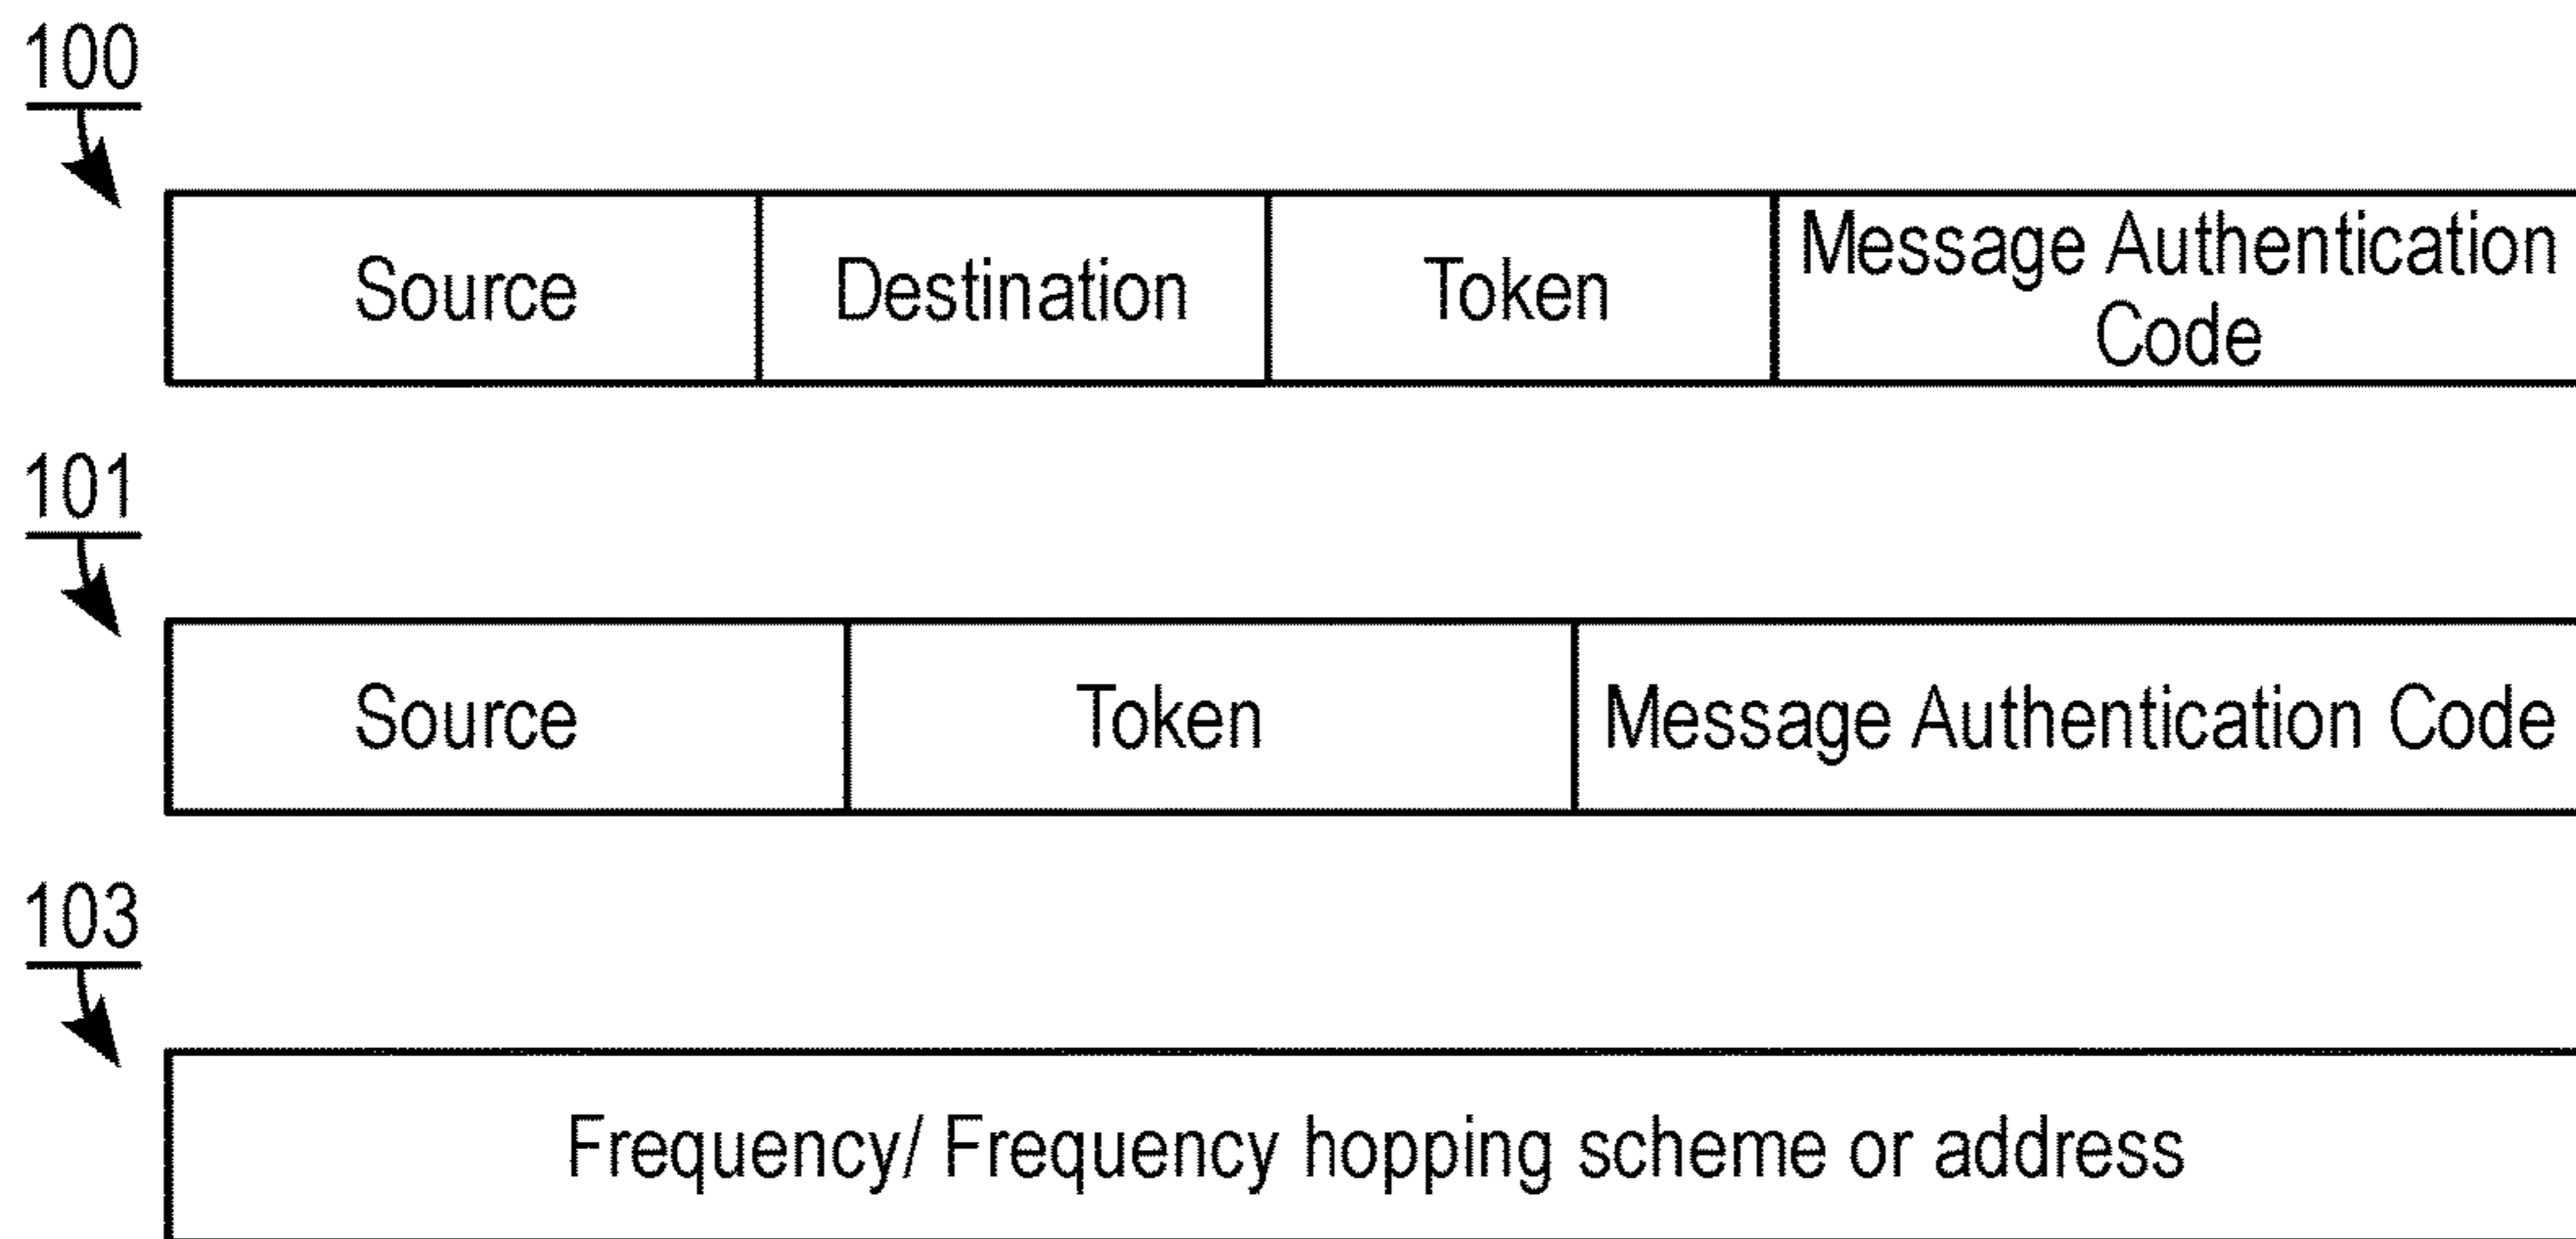 100
Source Destination Token Message Authentication
Code
101
Source Token Message Authentication Code
103
Frequency/ Frequency hopping scheme or address